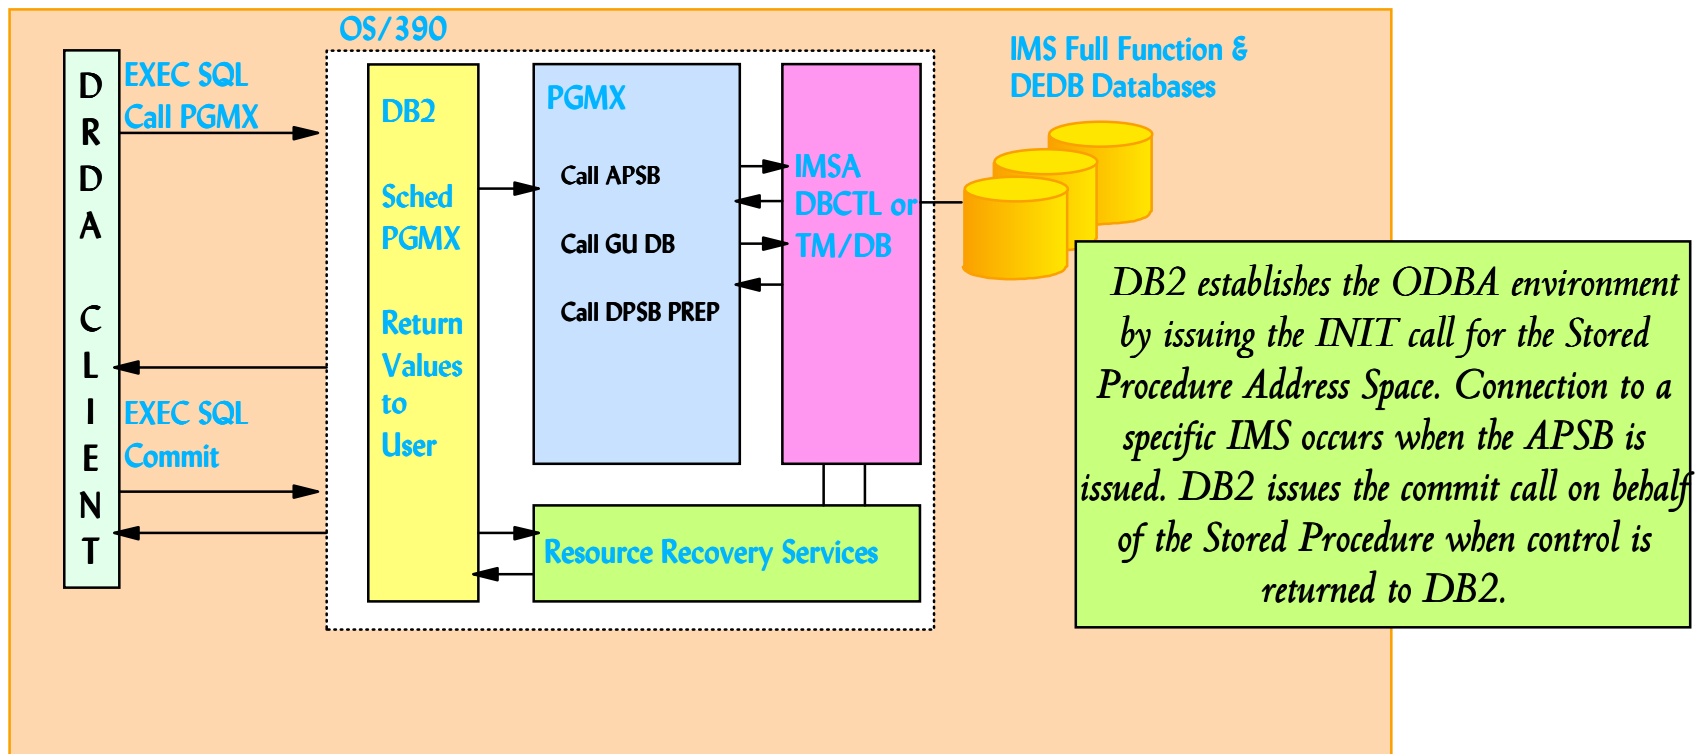 OS/390
DRDA CLIENT
EXEC SQL
Call PGMX
EXEC SQL
Commit
DB2
Sched
PGMX
Return
Values
to
User
PGMX
Call APSB
Call GU DB
Call DPSB PREP
IMSA
DBCTL or
TM/DB
Resource Recovery Services
IMS Full Function &
DEDB Databases
DB2 establishes the ODBA environment
by issuing the INIT call for the Stored
Procedure Address Space. Connection to a
specific IMS occurs when the APSB is
issued. DB2 issues the commit call on behalf
of the Stored Procedure when control is
returned to DB2.